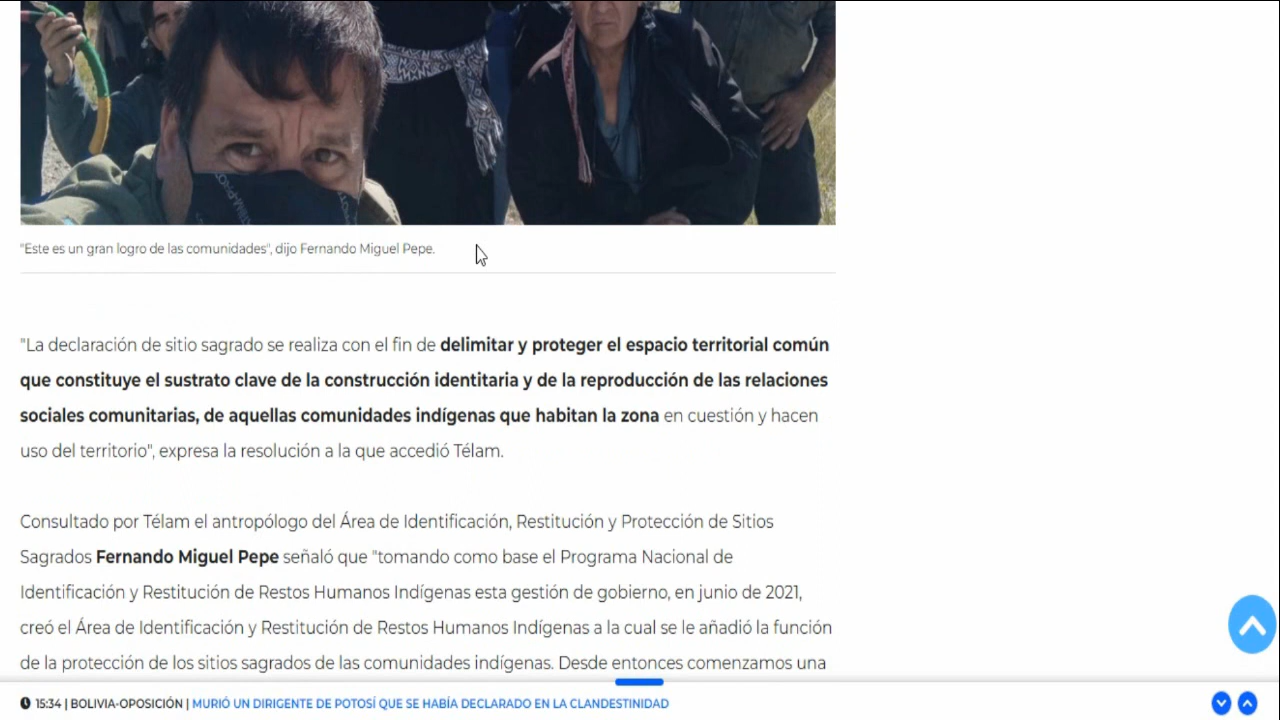 "Este es un gran logro de las comunidades", dijo Fernando Miguel Pepe.
"La declaración de sitio sagrado se realiza con el fin de delimitar y proteger el espacio territorial común
que constituye el sustrato clave de la construcción identitaria y de la reproducción de las relaciones
sociales comunitarias, de aquellas comunidades indígenas que habitan la zona en cuestión y hacen
uso del territorio", expresa la resolución a la que accedió Télam.
Consultado por Télam el antropólogo del Área de Identificación, Restitución y Protección de Sitios
Sagrados Fernando Miguel Pepe señaló que "tomando como base el Programa Nacional de
Identificación y Restitución de Restos Humanos Indígenas esta gestión de gobierno, en junio de 2021,
creó el Área de Identificación y Restitución de Restos Humanos Indígenas a la cual se le añadió la función
de la protección de los sitios sagrados de las comunidades indígenas. Desde entonces comenzamos una
15:34 | BOLIVIA-OPOSICIÓN | MURIÓ UN DIRIGENTE DE POTOSÍ QUE SE HABÍA DECLARADO EN LA CLANDESTINIDAD